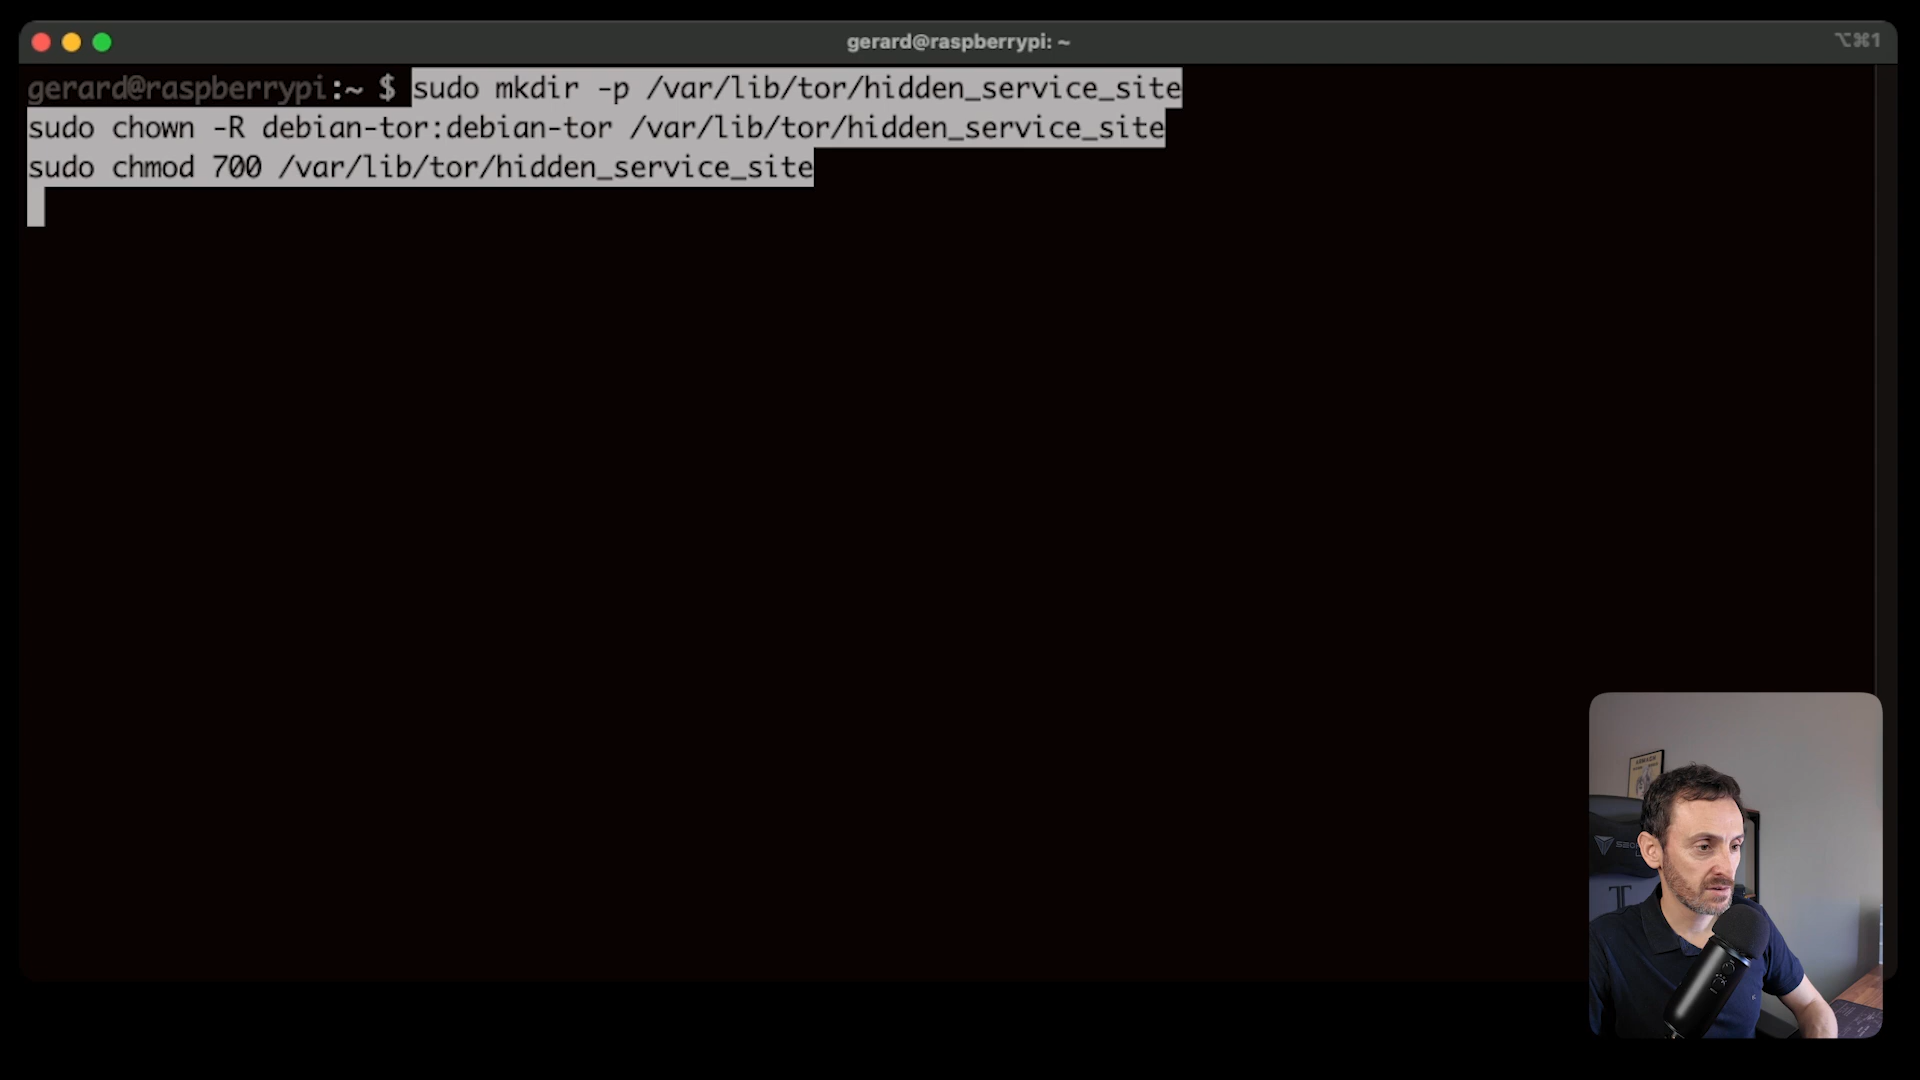 gerard@raspberrypi: ~
⌥⌘1
gerard@raspberrypi:~ $ sudo mkdir -p /var/lib/tor/hidden_service_site
sudo chown -R debian-tor:debian-tor /var/lib/tor/hidden_service_site
sudo chmod 700 /var/lib/tor/hidden_service_site